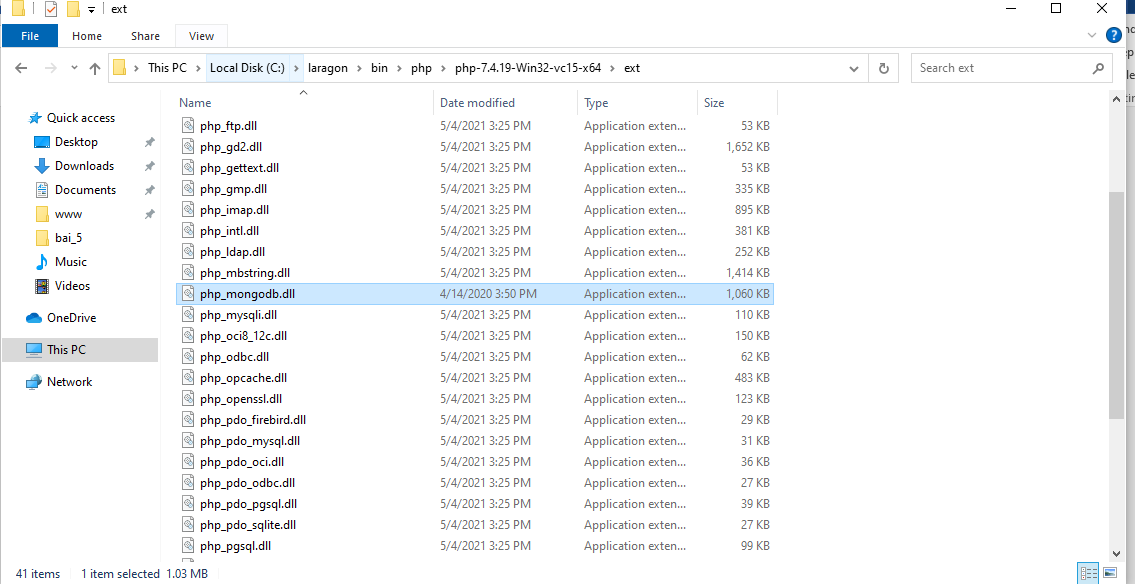 ext
File Home Share View
This PC Local Disk (C:) laragon bin php php-7.4.19-Win32-vc15-x64 ext
Search ext
Quick access
Desktop
Downloads
Documents
www
bai_5
Music
Videos
OneDrive
This PC
Network
Name Date modified Type Size
php_ftp.dll 5/4/2021 3:25 PM Application exten... 53 KB
php_gd2.dll 5/4/2021 3:25 PM Application exten... 1,652 KB
php_gettext.dll 5/4/2021 3:25 PM Application exten... 53 KB
php_gmp.dll 5/4/2021 3:25 PM Application exten... 335 KB
php_imap.dll 5/4/2021 3:25 PM Application exten... 895 KB
php_intl.dll 5/4/2021 3:25 PM Application exten... 381 KB
php_ldap.dll 5/4/2021 3:25 PM Application exten... 252 KB
php_mbstring.dll 5/4/2021 3:25 PM Application exten... 1,414 KB
php_mongodb.dll 4/14/2020 3:50 PM Application exten... 1,060 KB
php_mysqli.dll 5/4/2021 3:25 PM Application exten... 110 KB
php_oci8_12c.dll 5/4/2021 3:25 PM Application exten... 150 KB
php_odbc.dll 5/4/2021 3:25 PM Application exten... 62 KB
php_opcache.dll 5/4/2021 3:25 PM Application exten... 483 KB
php_openssl.dll 5/4/2021 3:25 PM Application exten... 123 KB
php_pdo_firebird.dll 5/4/2021 3:25 PM Application exten... 29 KB
php_pdo_mysql.dll 5/4/2021 3:25 PM Application exten... 31 KB
php_pdo_oci.dll 5/4/2021 3:25 PM Application exten... 36 KB
php_pdo_odbc.dll 5/4/2021 3:25 PM Application exten... 27 KB
php_pdo_pgsql.dll 5/4/2021 3:25 PM Application exten... 39 KB
php_pdo_sqlite.dll 5/4/2021 3:25 PM Application exten... 27 KB
php_pgsql.dll 5/4/2021 3:25 PM Application exten... 99 KB
41 items 1 item selected 1.03 MB